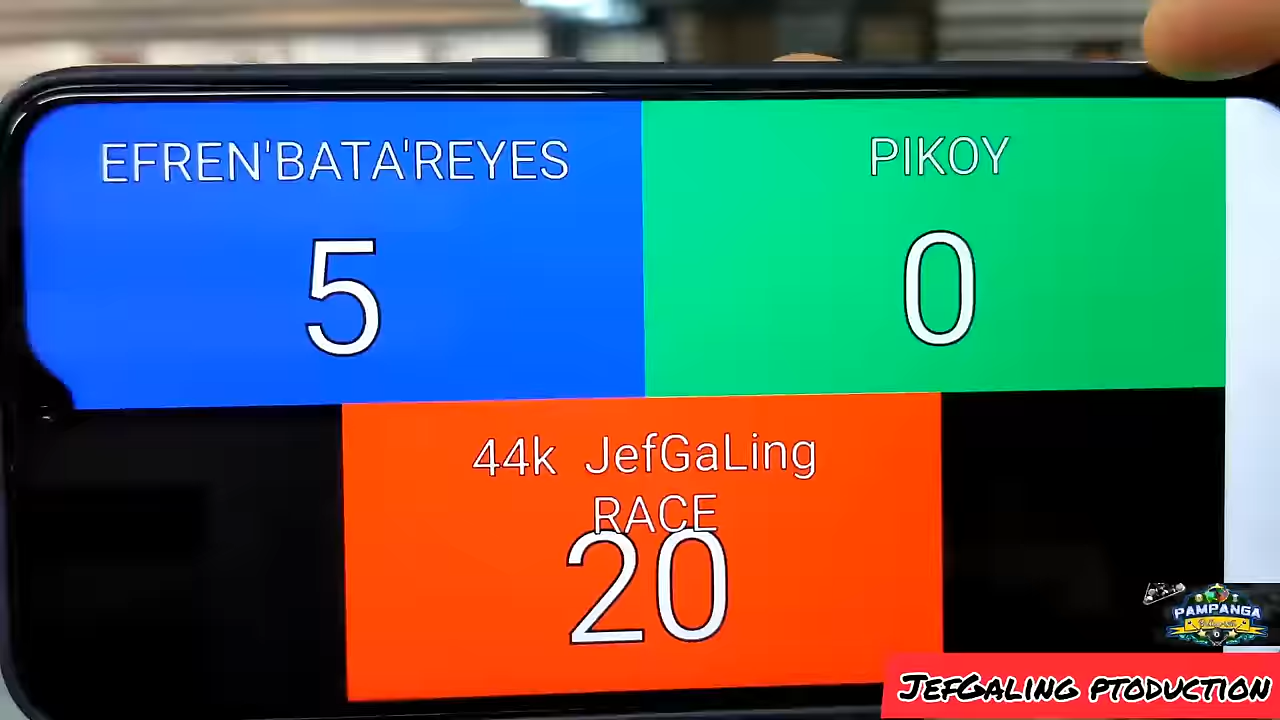 EFREN'BATA'REYES
5
PIKOY
0
44k JefGaLing
RACE
20
PAMPANGA
JefGaling ptoduction